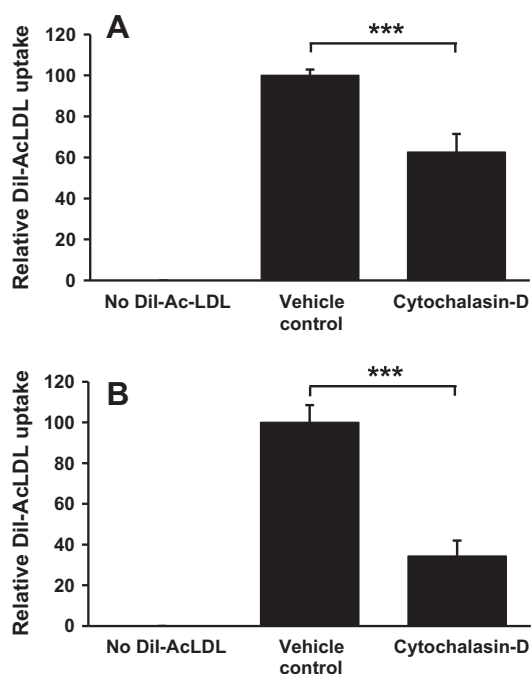 A
Relative Dil-AcLDL uptake
120
100
80
60
40
20
0
***
No Dil-Ac-LDL
Vehicle
control
Cytochalasin-D
B
Relative Dil-AcLDL uptake
120
100
80
60
40
20
0
***
No Dil-AcLDL
Vehicle
control
Cytochalasin-D